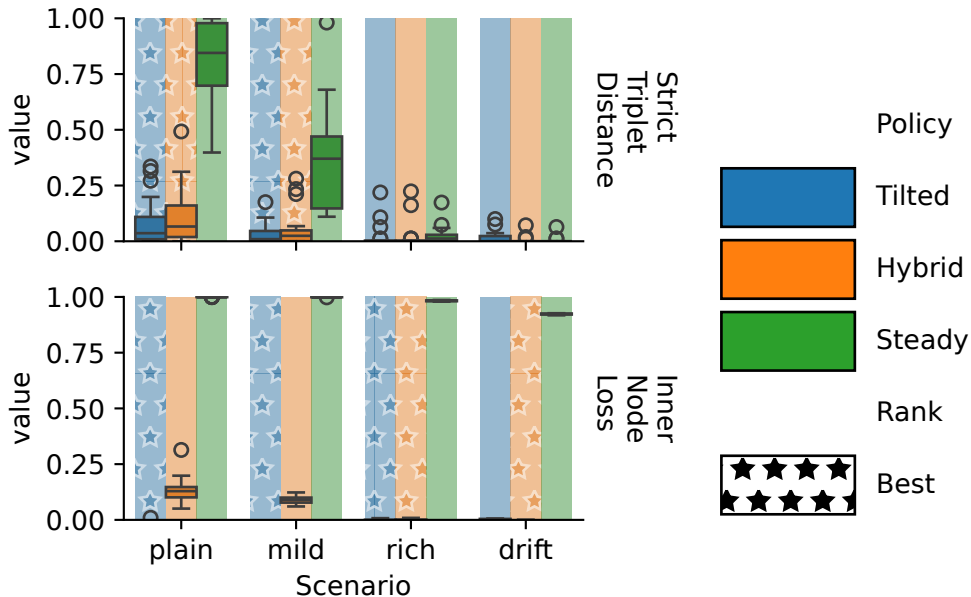 1.00
0.75
0.50
0.25
0.00
value
Strict
Triplet
Distance
1.00
0.75
0.50
0.25
0.00
value
Inner
Node
Loss
plain
mild
rich
drift
Scenario
Policy
Tilted
Hybrid
Steady
Rank
Best